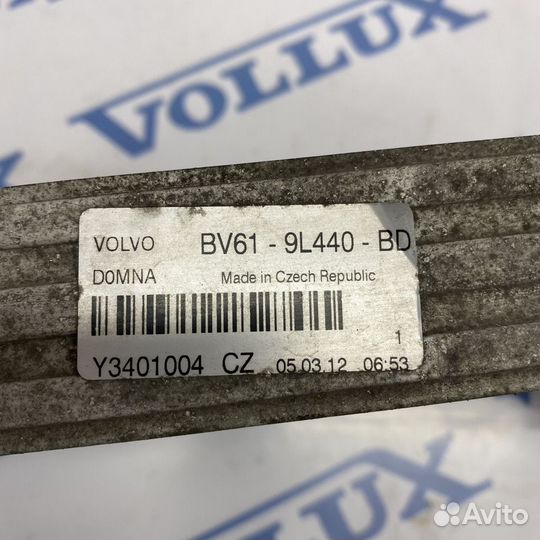 VOLLUX
VOLVO BV61 - 9L440 - BD
D0MNA Made in Czech Republic
1
Y3401004 CZ 05.03.12 06:53
VOLLUX
Avito